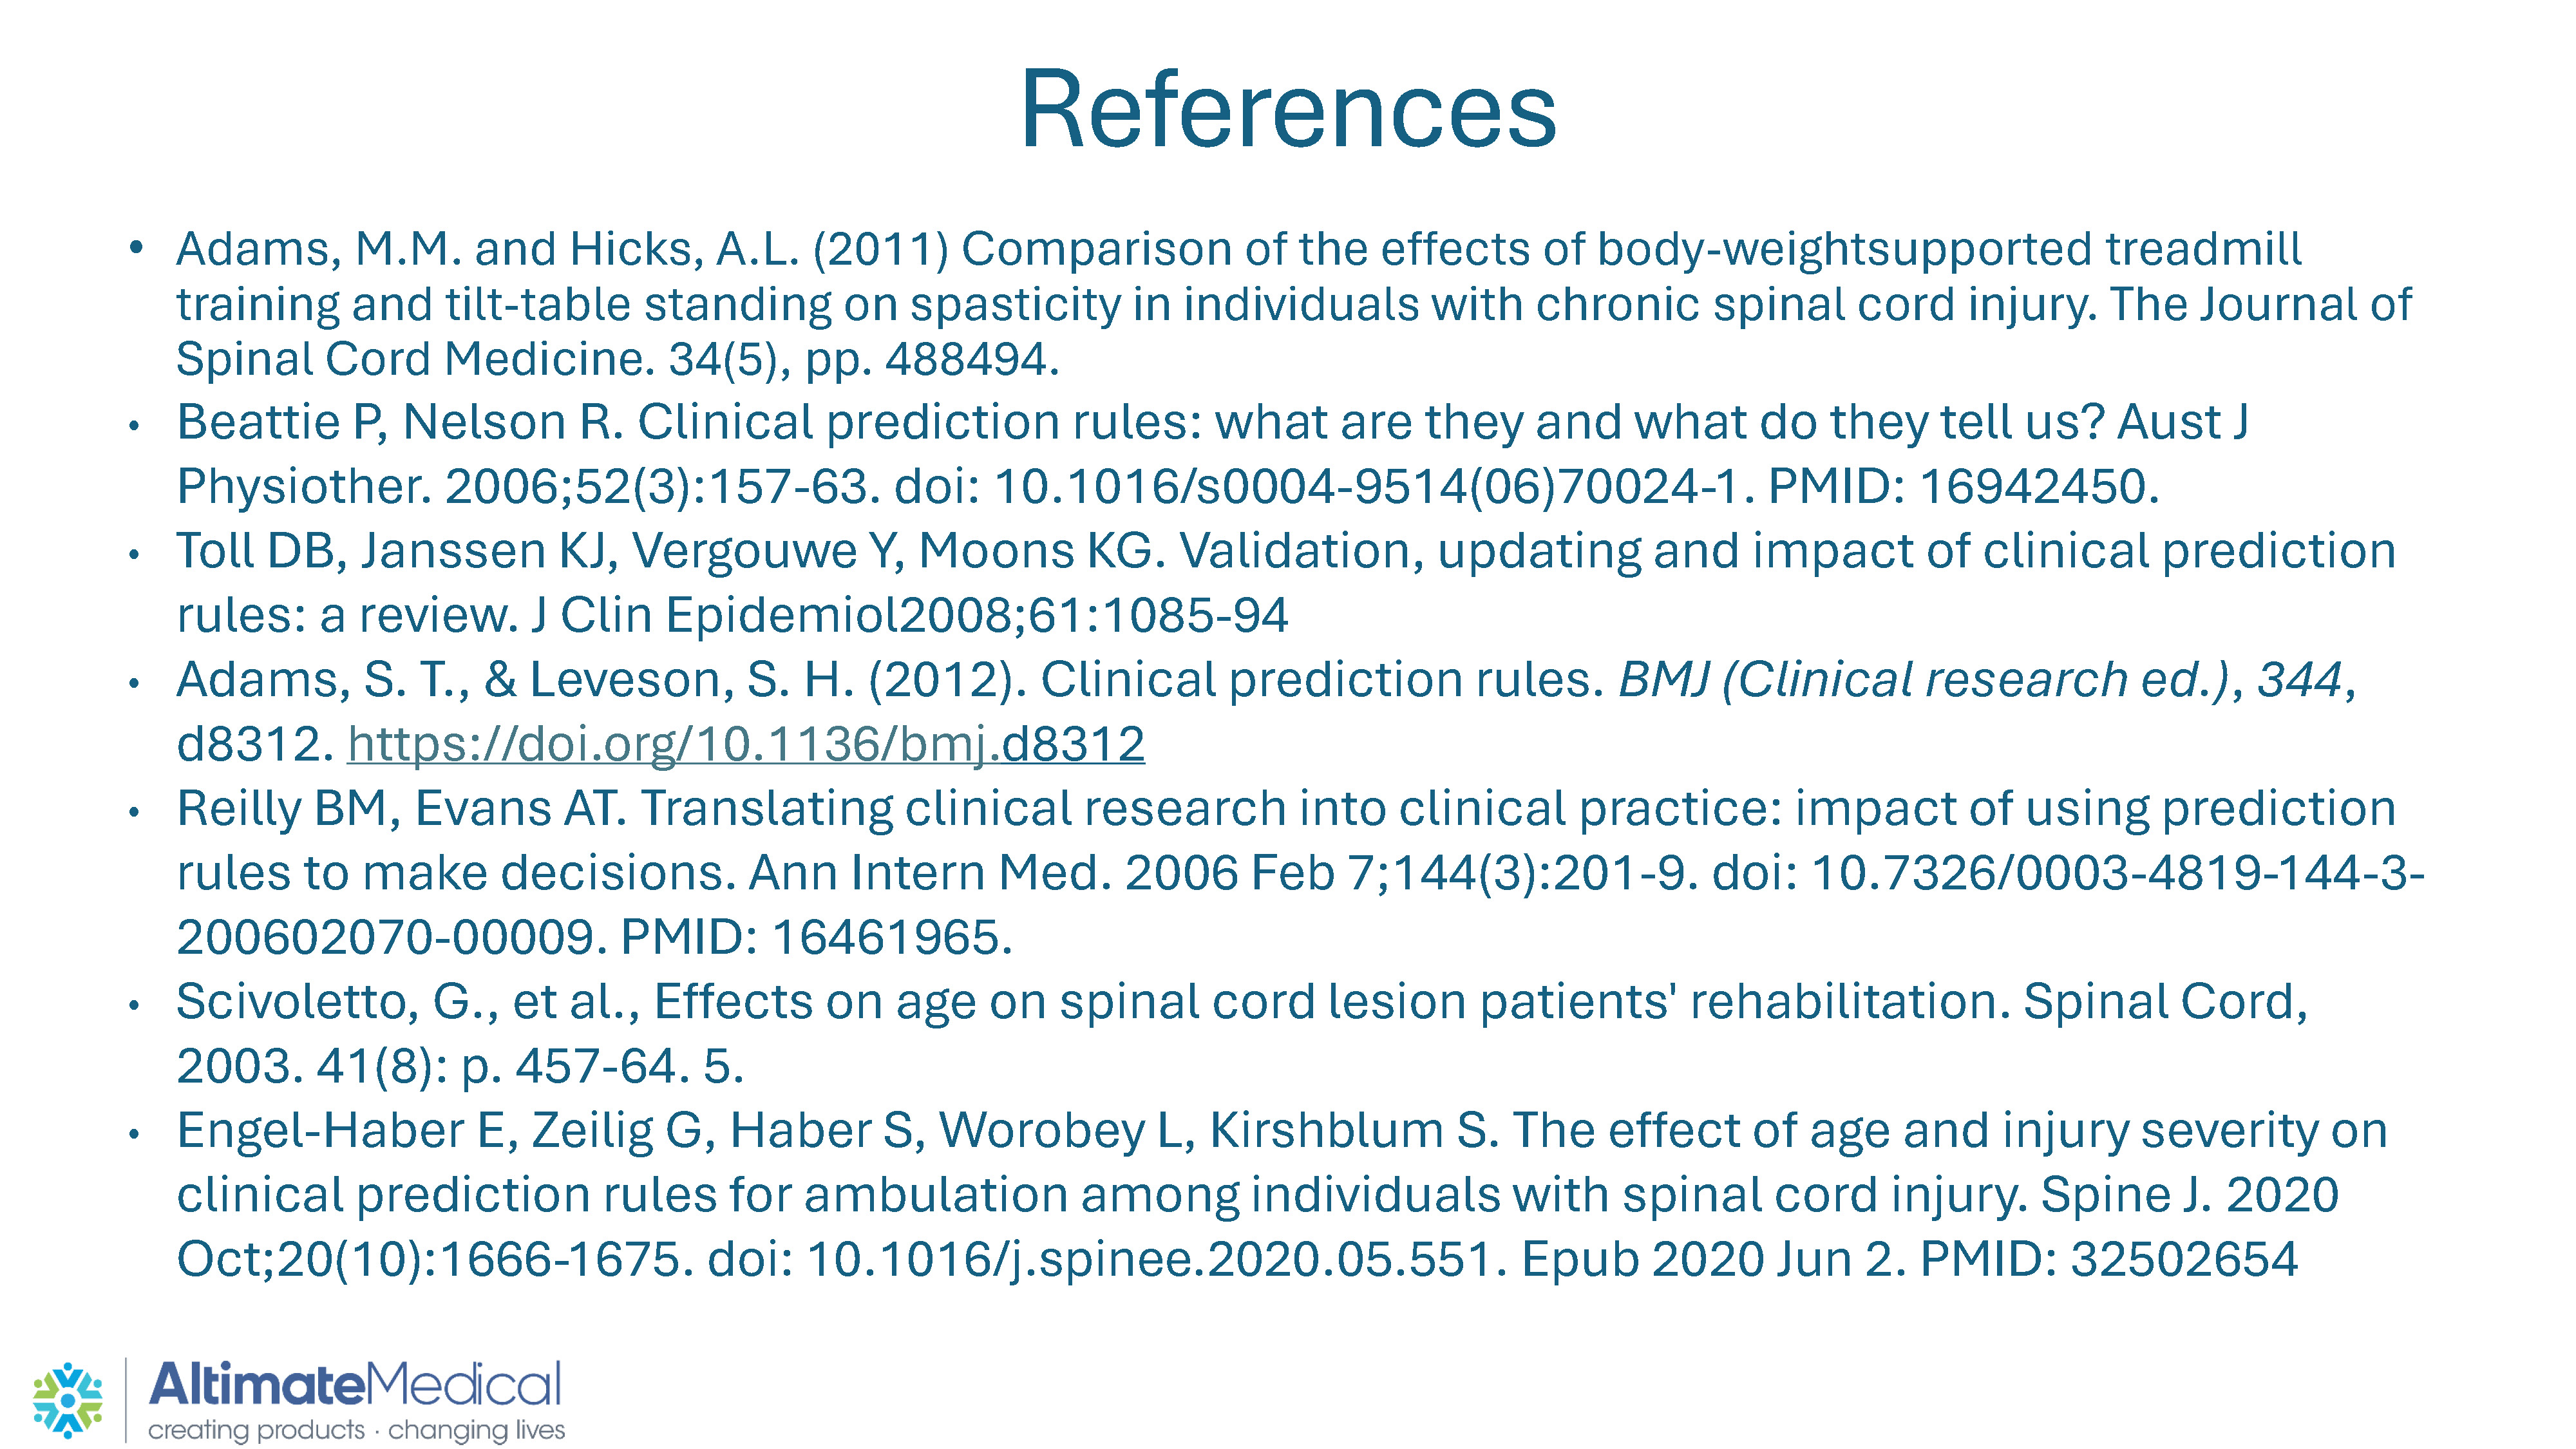 References
• Adams, M.M. and Hicks, A.L. (2011) Comparison of the effects of body-weightsupported treadmill
training and tilt-table standing on spasticity in individuals with chronic spinal cord injury. The Journal of
Spinal Cord Medicine. 34(5), pp. 488494.
• Beattie P, Nelson R. Clinical prediction rules: what are they and what do they tell us? Aust J
Physiother. 2006;52(3):157-63. doi: 10.1016/s0004-9514(06)70024-1. PMID: 16942450.
• Toll DB, Janssen KJ, Vergouwe Y, Moons KG. Validation, updating and impact of clinical prediction
rules: a review. J Clin Epidemiol2008;61:1085-94
• Adams, S. T., & Leveson, S. H. (2012). Clinical prediction rules. BMJ (Clinical research ed.), 344,
d8312. https://doi.org/10.1136/bmj.d8312
• Reilly BM, Evans AT. Translating clinical research into clinical practice: impact of using prediction
rules to make decisions. Ann Intern Med. 2006 Feb 7;144(3):201-9. doi: 10.7326/0003-4819-144-3-
200602070-00009. PMID: 16461965.
• Scivoletto, G., et al., Effects on age on spinal cord lesion patients' rehabilitation. Spinal Cord,
2003. 41(8): p. 457-64. 5.
• Engel-Haber E, Zeilig G, Haber S, Worobey L, Kirshblum S. The effect of age and injury severity on
clinical prediction rules for ambulation among individuals with spinal cord injury. Spine J. 2020
Oct;20(10):1666-1675. doi: 10.1016/j.spinee.2020.05.551. Epub 2020 Jun 2. PMID: 32502654
AltimateMedical
creating products · changing lives